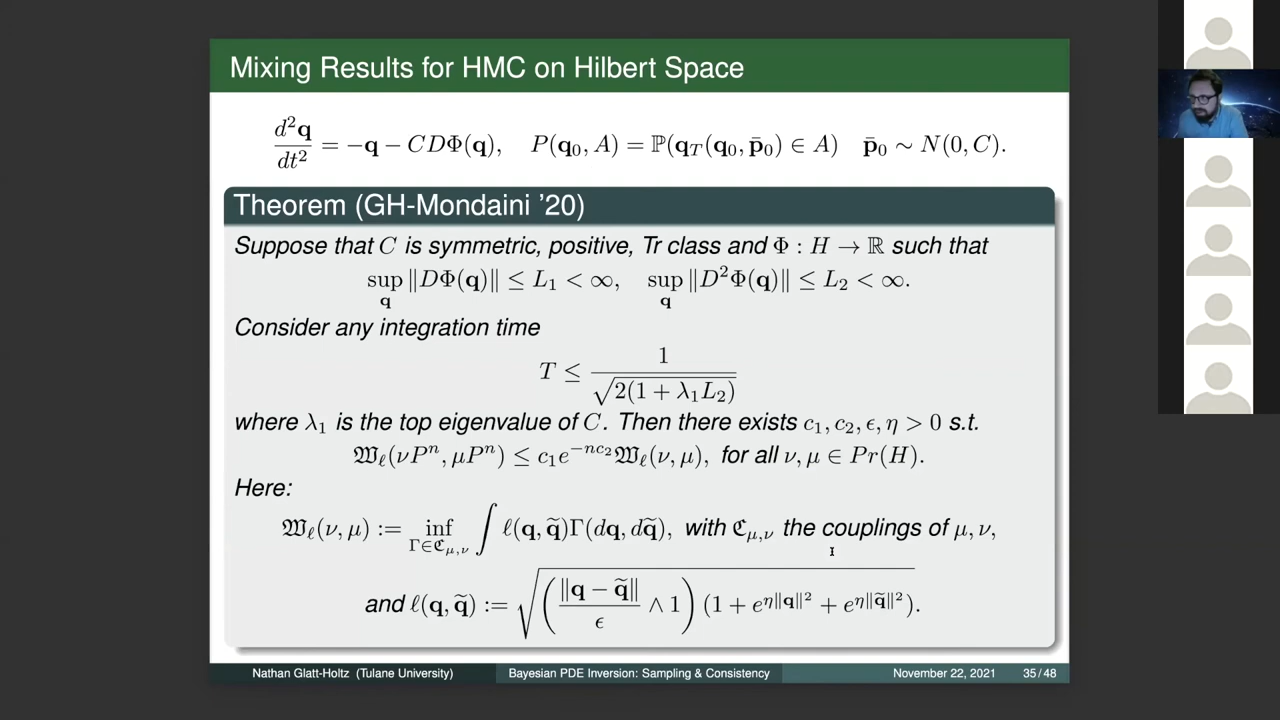 Mixing Results for HMC on Hilbert Space
d²𝐪/dt² = −𝐪 − CDΦ(𝐪), P(𝐪₀, A) = ℙ(𝐪_T(𝐪₀, p̄₀) ∈ A) p̄₀ ∼ N(0, C).
Theorem (GH-Mondaini '20)
Suppose that C is symmetric, positive, Tr class and Φ : H → ℝ such that
sup_𝐪 ‖DΦ(𝐪)‖ ≤ L₁ < ∞, sup_𝐪 ‖D²Φ(𝐪)‖ ≤ L₂ < ∞.
Consider any integration time
T ≤ 1/√(2(1 + λ₁L₂))
where λ₁ is the top eigenvalue of C. Then there exists c₁, c₂, ϵ, η > 0 s.t.
𝔚_ℓ(νPⁿ, μPⁿ) ≤ c₁e^{−nc₂}𝔚_ℓ(ν, μ), for all ν, μ ∈ Pr(H).
Here:
𝔚_ℓ(ν, μ) := inf_{Γ∈ℭ_{μ,ν}} ∫ ℓ(𝐪, 𝐪̃)Γ(d𝐪, d𝐪̃), with ℭ_{μ,ν} the couplings of μ, ν,
and ℓ(𝐪, 𝐪̃) := √((‖𝐪 − 𝐪̃‖/ϵ ∧ 1)(1 + e^{η‖𝐪‖²} + e^{η‖𝐪̃‖²})).
Nathan Glatt-Holtz (Tulane University) Bayesian PDE Inversion: Sampling & Consistency November 22, 2021 35 / 48